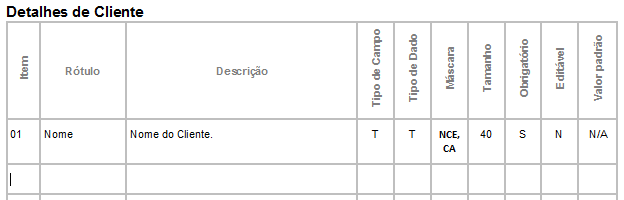 Detalhes de Cliente
Item Rótulo Descrição Tipo de Campo Tipo de Dado Máscara Tamanho Obrigatório Editável Valor padrão
01 Nome Nome do Cliente. T T NCE, 40 S N N/A
CA